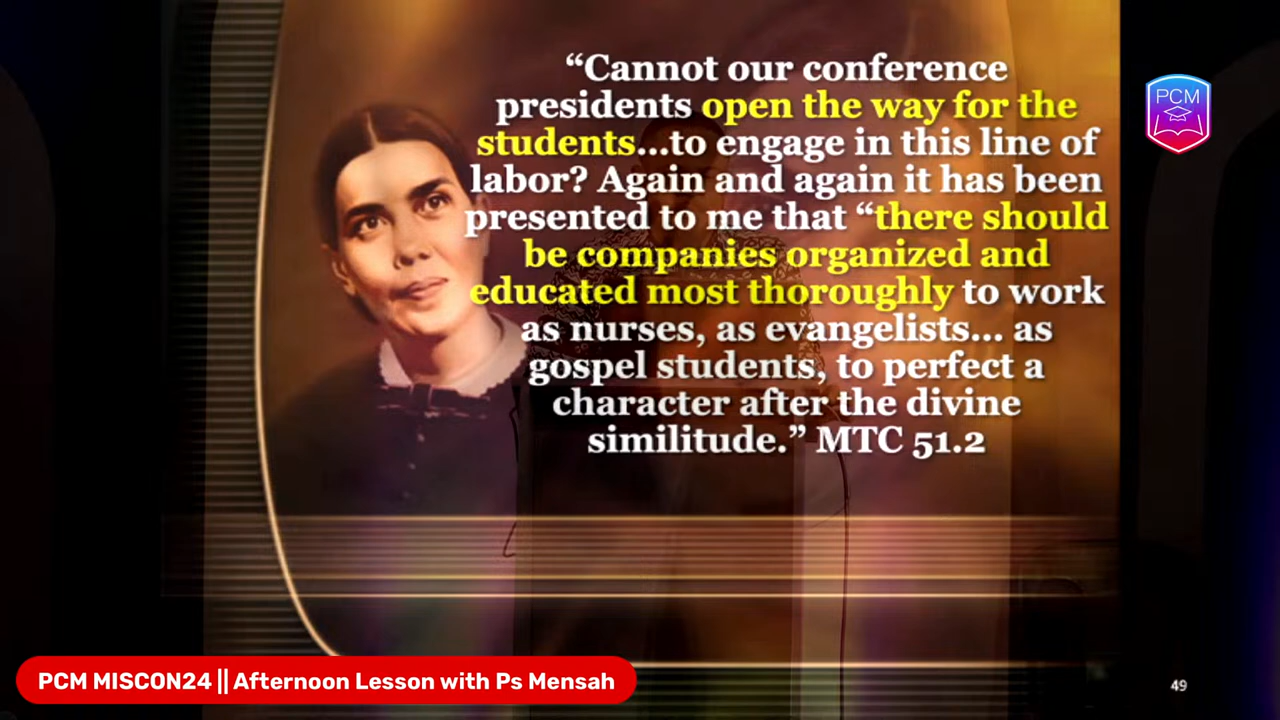 “Cannot our conference
presidents open the way for the
students...to engage in this line of
labor? Again and again it has been
presented to me that “there should
be companies organized and
educated most thoroughly to work
as nurses, as evangelists... as
gospel students, to perfect a
character after the divine
similitude.” MTC 51.2
PCM
PCM MISCON24 || Afternoon Lesson with Ps Mensah
49